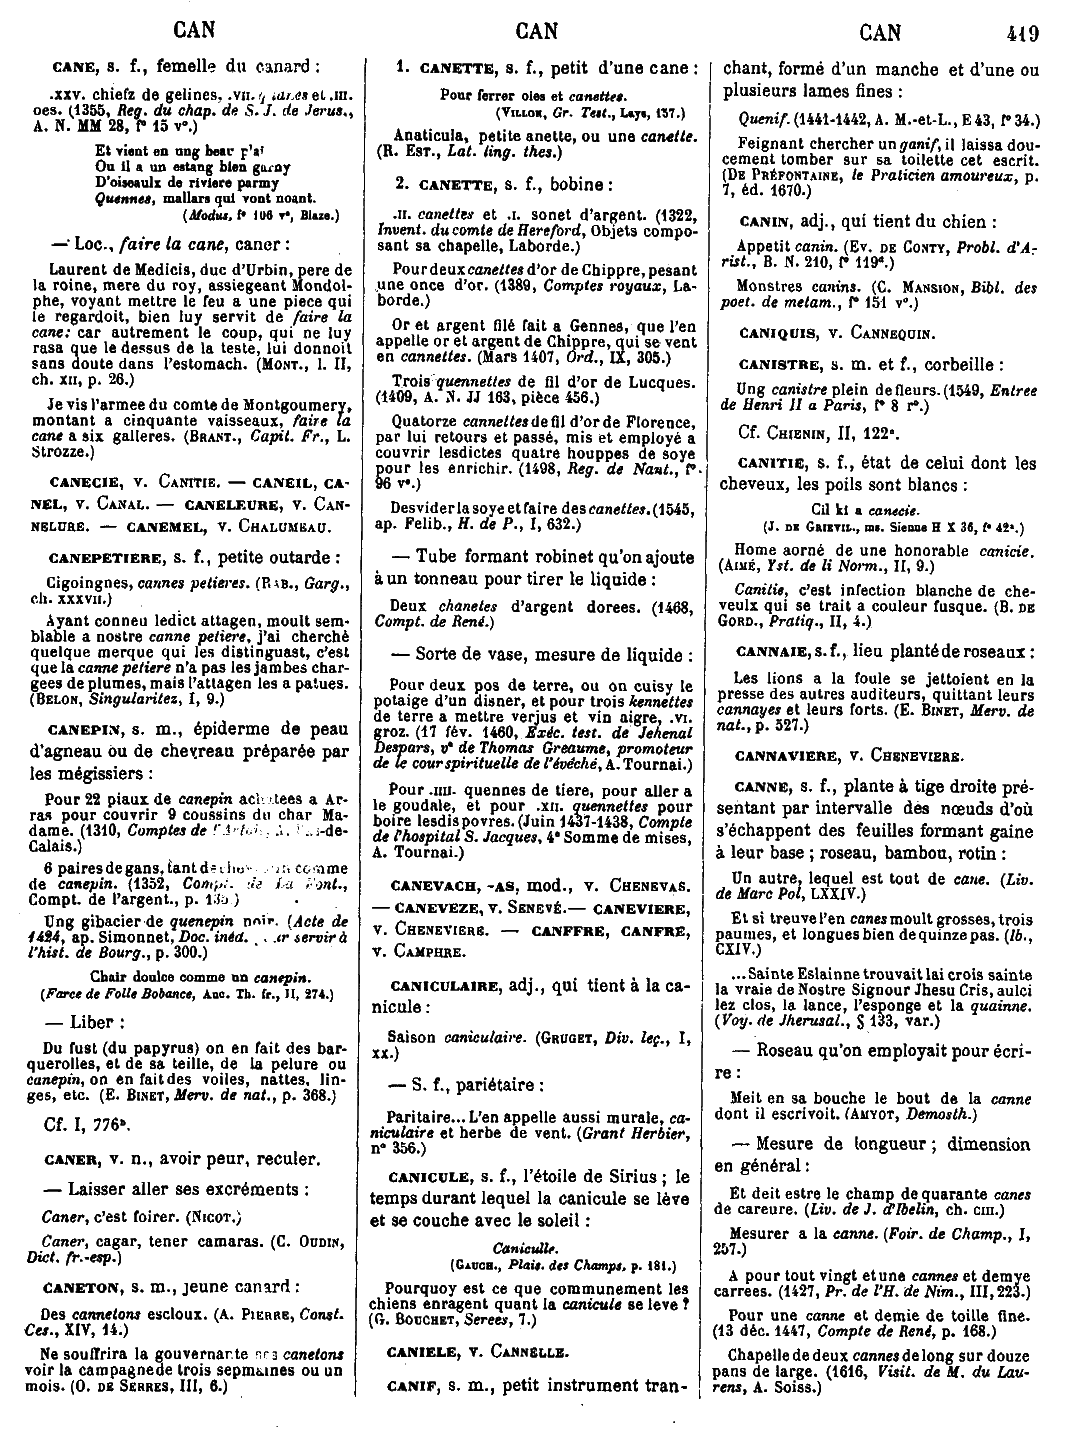 CAN
CAN
CAN
419
CANE, s. f., femelle du canard :
.XXV. chiefz de gelines, .VII. et .III.
oes. (1355, Reg. du chap. de S. J. de Jerus.,
A. N. MM 28, f° 15 v°.)
Et vient en ung beau
Ou il a un estang bien garny
D'oiseaulx de riviere parmy
Quennes, mallars qui vont noant.
(Modus, f° 106 v°, Blaze.)
— Loc., faire la cane, caner :
Laurent de Medicis, duc d'Urbin, pere de
la roine, mere du roy, assiegeant Mondol-
phe, voyant mettre le feu a une piece qui
le regardoit, bien luy servit de faire la
cane: car autrement le coup, qui ne luy
rasa que le dessus de la teste, lui donnoit
sans doute dans l'estomach. (MONT., l. II,
ch. XII, p. 26.)
Je vis l'armee du comte de Montgoumery,
montant a cinquante vaisseaux, faire la
cane a six galleres. (BRANT., Capit. Fr., L.
Strozze.)
CANECIE, V. CANITIE. — CANEIL, CA-
NEL, V. CANAL. — CANELEURE, V. CAN-
NELURE. — CANEMEL, V. CHALUMEAU.
CANEPETIERE, s. f., petite outarde :
Cigoingnes, cannes petieres. (RAB., Garg.,
ch. XXXVII.)
Ayant conneu ledict attagen, moult sem-
blable a nostre canne petiere, j'ai cherché
quelque merque qui les distinguast, c'est
que la canne petiere n'a pas les jambes char-
gees de plumes, mais l'attagen les a patues.
(BELON, Singularitez, I, 9.)
CANEPIN, s. m., épiderme de peau
d'agneau ou de chevreau préparée par
les mégissiers :
Pour 22 piaux de canepin achetees a Ar-
ras pour couvrir 9 coussins du char Ma-
dame. (1310, Comptes de
Calais.)
6 paires de gans, tant de comme
de canepin. (1352,
Compt. de l'argent., p.
Ung gibacier de quenepin noir. (Acte de
1424, ap. Simonnet, Doc. inéd. servir à
l'hist. de Bourg., p. 300.)
Chair doulce comme un canepin.
(Farce de Folle Bobance, Anc. Th. fr., II, 274.)
— Liber :
Du fust (du papyrus) on en fait des bar-
querolles, et de sa teille, de la pelure ou
canepin, on en fait des voiles, nattes, lin-
ges, etc. (E. BINET, Merv. de nat., p. 368.)
Cf. I, 776b.
CANER, V. n., avoir peur, reculer.
— Laisser aller ses excréments :
Caner, c'est foirer. (NICOT.)
Caner, cagar, tener camaras. (C. OUDIN,
Dict. fr.-esp.)
CANETON, s. m., jeune canard :
Des cannetons escloux. (A. PIERRE, Const.
Ces., XIV, 14.)
Ne souffrira la gouvernante canetons
voir la campagne de trois sepmaines ou un
mois. (O. DE SERRES, III, 6.)
1. CANETTE, s. f., petit d'une cane :
Pour ferrer oies et canettes.
(VILLON, Gr. Test., Lays, 157.)
Anaticula, petite anette, ou une canette.
(R. EST., Lat. ling. thes.)
2. CANETTE, s. f., bobine :
.II. canettes et .I. sonet d'argent. (1322,
Invent. du comte de Hereford, Objets compo-
sant sa chapelle, Laborde.)
Pour deux canettes d'or de Chippre, pesant
une once d'or. (1389, Comptes royaux, La-
borde.)
Or et argent filé fait a Gennes, que l'en
appelle or et argent de Chippre, qui se vent
en cannettes. (Mars 1407, Ord., IX, 305.)
Trois quennettes de fil d'or de Lucques.
(1409, A. N. JJ 163, pièce 456.)
Quatorze cannettes de fil d'or de Florence,
par lui retours et passé, mis et employé a
couvrir lesdictes quatre houppes de soye
pour les enrichir. (1498, Reg. de Nant., f°
96 v°.)
Desvider la soye et faire des canettes. (1545,
ap. Felib., H. de P., I, 632.)
— Tube formant robinet qu'on ajoute
à un tonneau pour tirer le liquide :
Deux chanetes d'argent dorees. (1468,
Compt. de René.)
— Sorte de vase, mesure de liquide :
Pour deux pos de terre, ou on cuisy le
potaige d'un disner, et pour trois kennettes
de terre a mettre verjus et vin aigre, .VI.
groz. (17 fév. 1460, Exéc. test. de Jehenal
Despars, v° de Thomas Greaume, promoteur
de le cour spirituelle de l'évéché, A. Tournai.)
Pour .IIII. quennes de tiere, pour aller a
le goudale, et pour .XII. quennettes pour
boire lesdis povres. (Juin 1437-1438, Compte
de l'hospital S. Jacques, 4e Somme de mises,
A. Tournai.)
CANEVACH, -AS, mod., V. CHENEVAS.
— CANEVEZE, V. SENEVÉ. — CANEVIERE,
V. CHENEVIERE. — CANFFRE, CANFRE,
V. CAMPHRE.
CANICULAIRE, adj., qui tient à la ca-
nicule :
Saison caniculaire. (GRUGET, Div. leç., I,
XX.)
— S. f., pariétaire :
Paritaire... L'en appelle aussi murale, ca-
niculaire et herbe de vent. (Grant Herbier,
n° 356.)
CANICULE, s. f., l'étoile de Sirius ; le
temps durant lequel la canicule se lève
et se couche avec le soleil :
Caniculle.
(GAUCH., Plais. des Champs, p. 181.)
Pourquoy est ce que communement les
chiens enragent quant la canicule se leve ?
(G. BOUCHET, Serees, 7.)
CANIELE, V. CANNELLE.
CANIF, s. m., petit instrument tran-
chant, formé d'un manche et d'une ou
plusieurs lames fines :
Quenif. (1441-1442, A. M.-et-L., E 43, f° 34.)
Feignant chercher un ganif, il laissa dou-
cement tomber sur sa toilette cet escrit.
(DE PRÉFONTAINE, le Praticien amoureux, p.
7, éd. 1670.)
CANIN, adj., qui tient du chien :
Appetit canin. (EV. DE CONTY, Probl. d'A-
rist., B. N. 210, f° 119d.)
Monstres canins. (C. MANSION, Bibl. des
poet. de metam., f° 151 v°.)
CANIQUIS, V. CANNEQUIN.
CANISTRE, s. m. et f., corbeille :
Ung canistre plein de fleurs. (1549, Entree
de Henri II a Paris, f° 8 r°.)
Cf. CHIENIN, II, 122a.
CANITIE, s. f., état de celui dont les
cheveux, les poils sont blancs :
Cil ki a canecie.
(J. DE GRIEVIL., ms. Sienne H X 36, f° 42a.)
Home aorné de une honorable canicie.
(AIMÉ, Yst. de li Norm., II, 9.)
Canitie, c'est infection blanche de che-
veulx qui se trait a couleur fusque. (B. DE
GORD., Pratiq., II, 4.)
CANNAIE, s. f., lieu planté de roseaux :
Les lions a la foule se jettoient en la
presse des autres auditeurs, quittant leurs
cannayes et leurs forts. (E. BINET, Merv. de
nat., p. 527.)
CANNAVIERE, V. CHENEVIERE.
CANNE, s. f., plante à tige droite pré-
sentant par intervalle des nœuds d'où
s'échappent des feuilles formant gaine
à leur base ; roseau, bambou, rotin :
Un autre, lequel est tout de cane. (Liv.
de Marc Pol, LXXIV.)
Et si treuve l'en canes moult grosses, trois
paumes, et longues bien de quinze pas. (Ib.,
CXIV.)
...Sainte Eslainne trouvait lai crois sainte
la vraie de Nostre Signour Jhesu Cris, aulci
lez clos, la lance, l'esponge et la quainne.
(Voy. de Jherusal., § 133, var.)
— Roseau qu'on employait pour écri-
re :
Meit en sa bouche le bout de la canne
dont il escrivoit. (AMYOT, Demosth.)
— Mesure de longueur ; dimension
en général :
Et deit estre le champ de quarante canes
de careure. (Liv. de J. d'Ibelin, ch. CIII.)
Mesurer a la canne. (Foir. de Champ., I,
257.)
A pour tout vingt et une cannes et demye
carrees. (1427, Pr. de l'H. de Nim., III, 223.)
Pour une canne et demie de toille fine.
(13 déc. 1447, Compte de René, p. 168.)
Chapelle de deux cannes de long sur douze
pans de large. (1616, Visit. de M. du Lau-
rens, A. Soiss.)